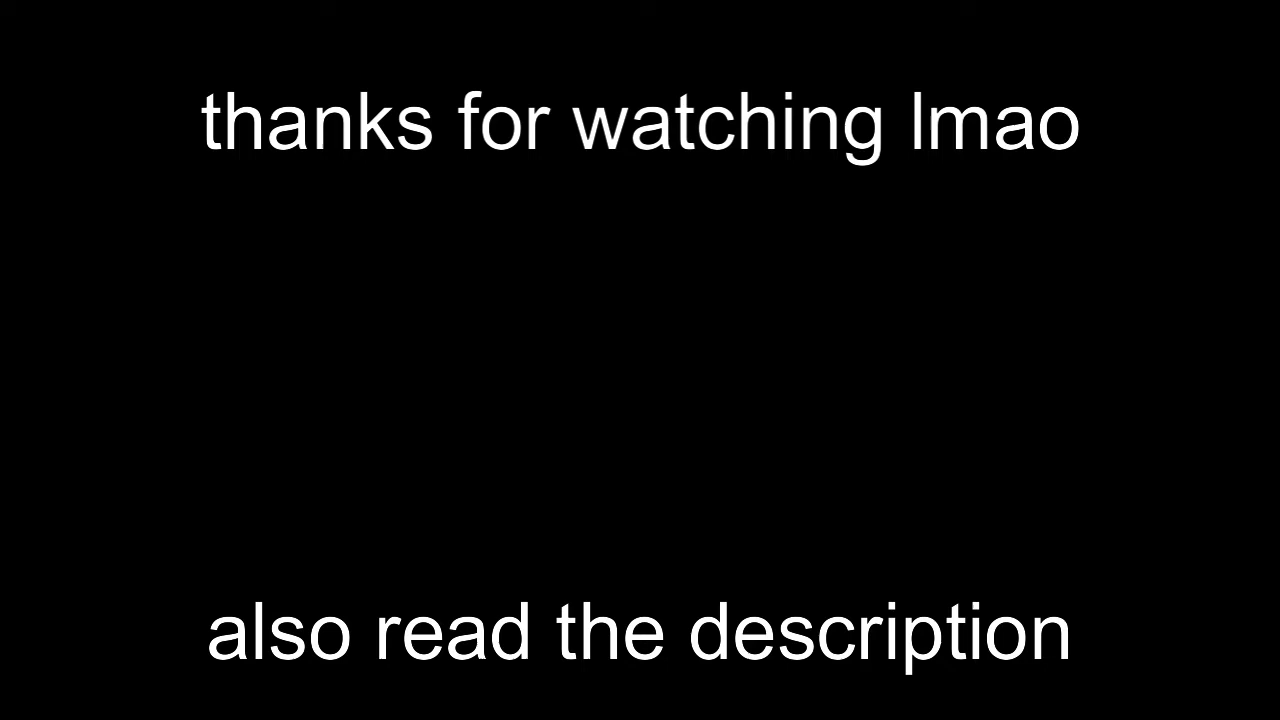 thanks for watching lmao
also read the description